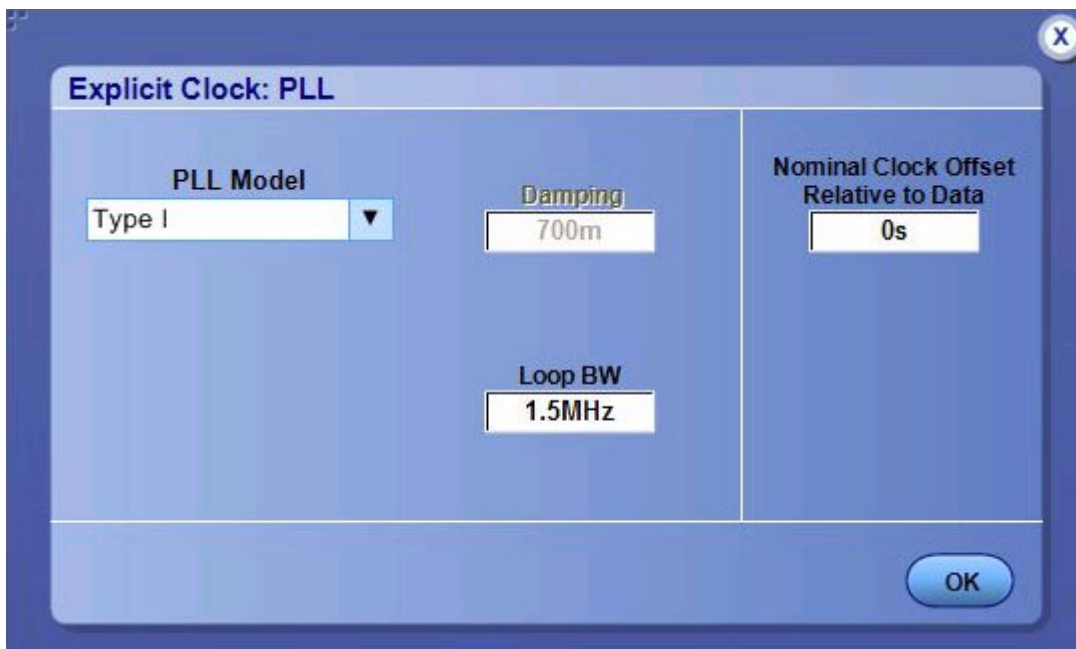 X
Explicit Clock: PLL
PLL Model
Type I
▼
Damping
700m
Loop BW
1.5MHz
Nominal Clock Offset
Relative to Data
0s
OK